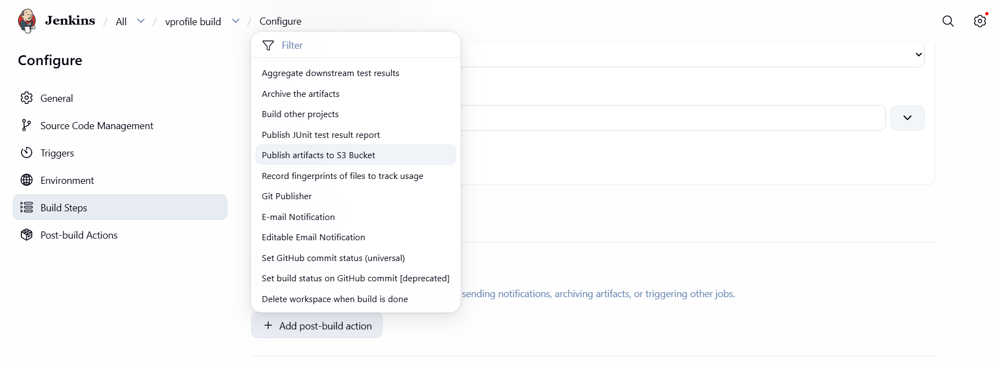 Jenkins / All / vprofile build / Configure
Configure
General
Source Code Management
Triggers
Environment
Build Steps
Post-build Actions
Filter
Aggregate downstream test results
Archive the artifacts
Build other projects
Publish JUnit test result report
Publish artifacts to S3 Bucket
Record fingerprints of files to track usage
Git Publisher
E-mail Notification
Editable Email Notification
Set GitHub commit status (universal)
Set build status on GitHub commit [deprecated]
Delete workspace when build is done
sending notifications, archiving artifacts, or triggering other jobs.
+ Add post-build action